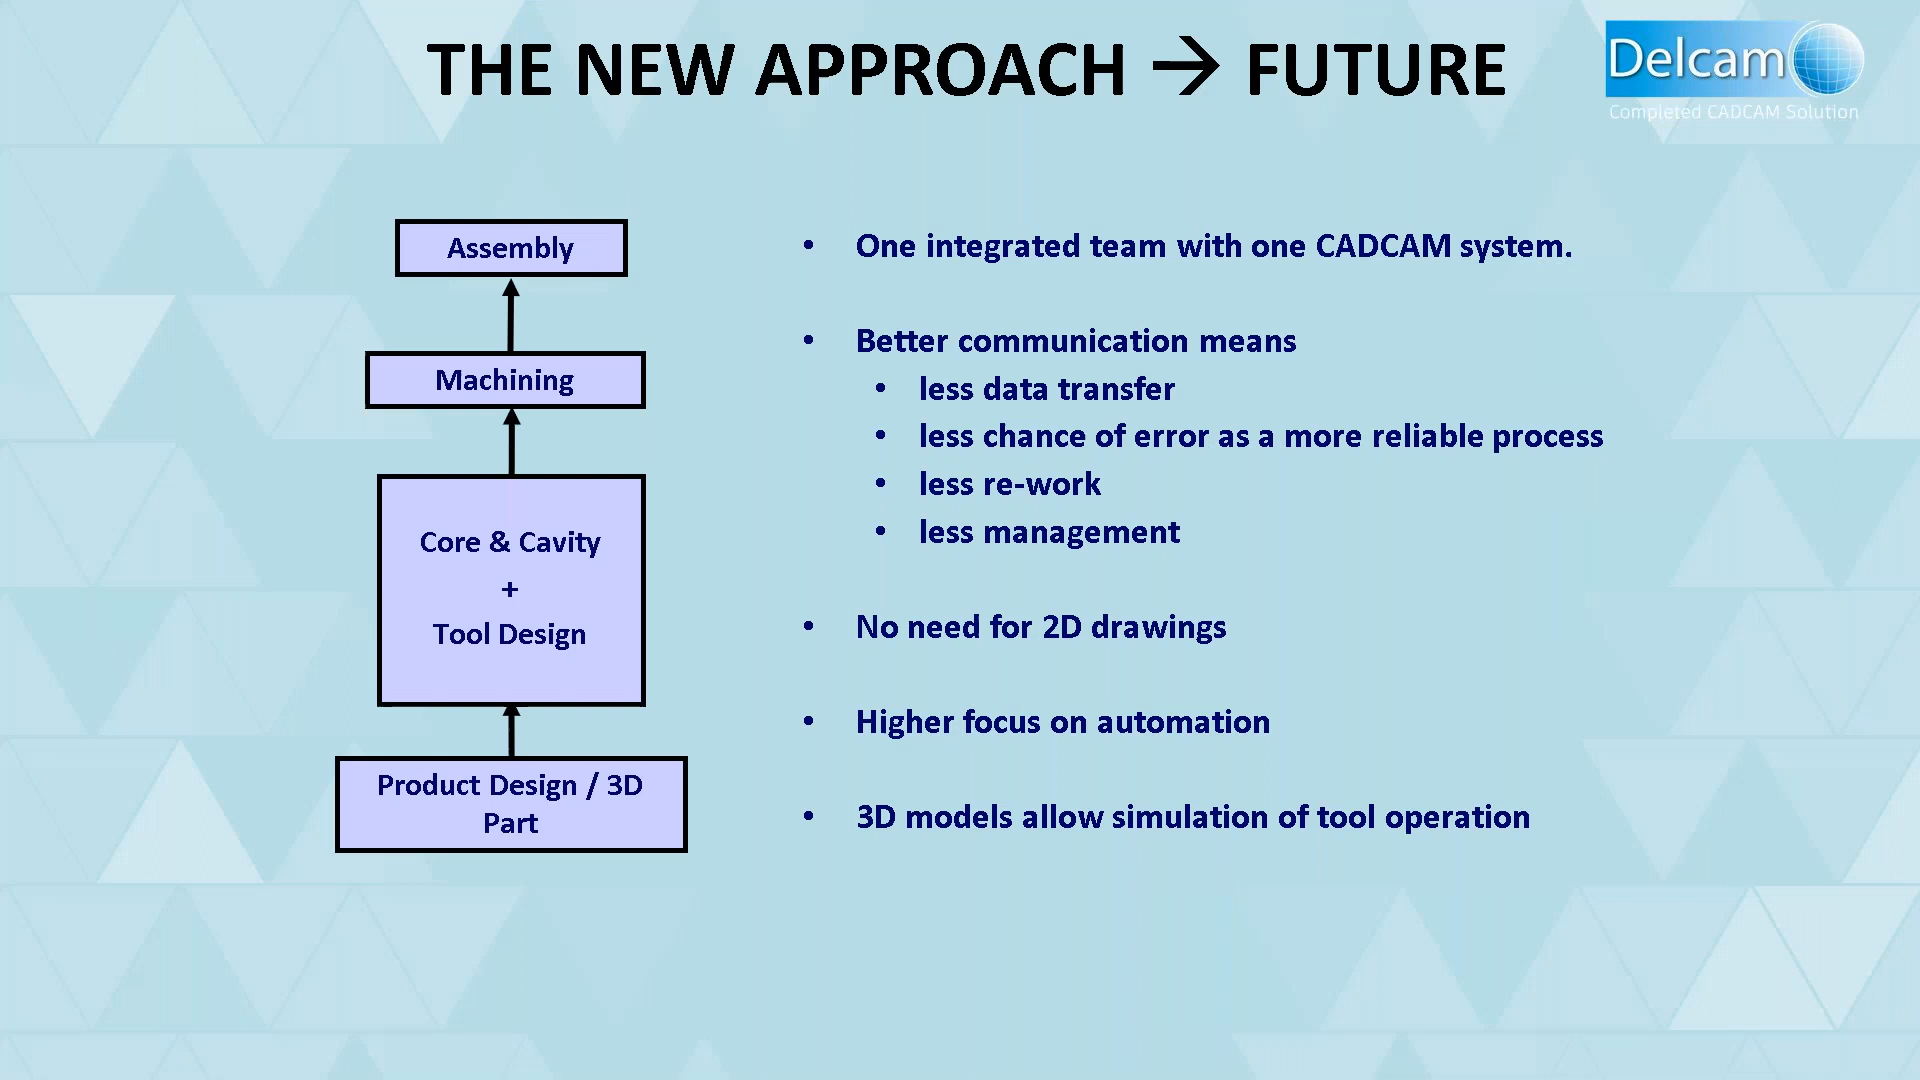 THE NEW APPROACH → FUTURE
Delcam
Completed CADCAM Solution
Assembly
Machining
Core & Cavity
+
Tool Design
Product Design / 3D
Part
• One integrated team with one CADCAM system.
• Better communication means
• less data transfer
• less chance of error as a more reliable process
• less re-work
• less management
• No need for 2D drawings
• Higher focus on automation
• 3D models allow simulation of tool operation